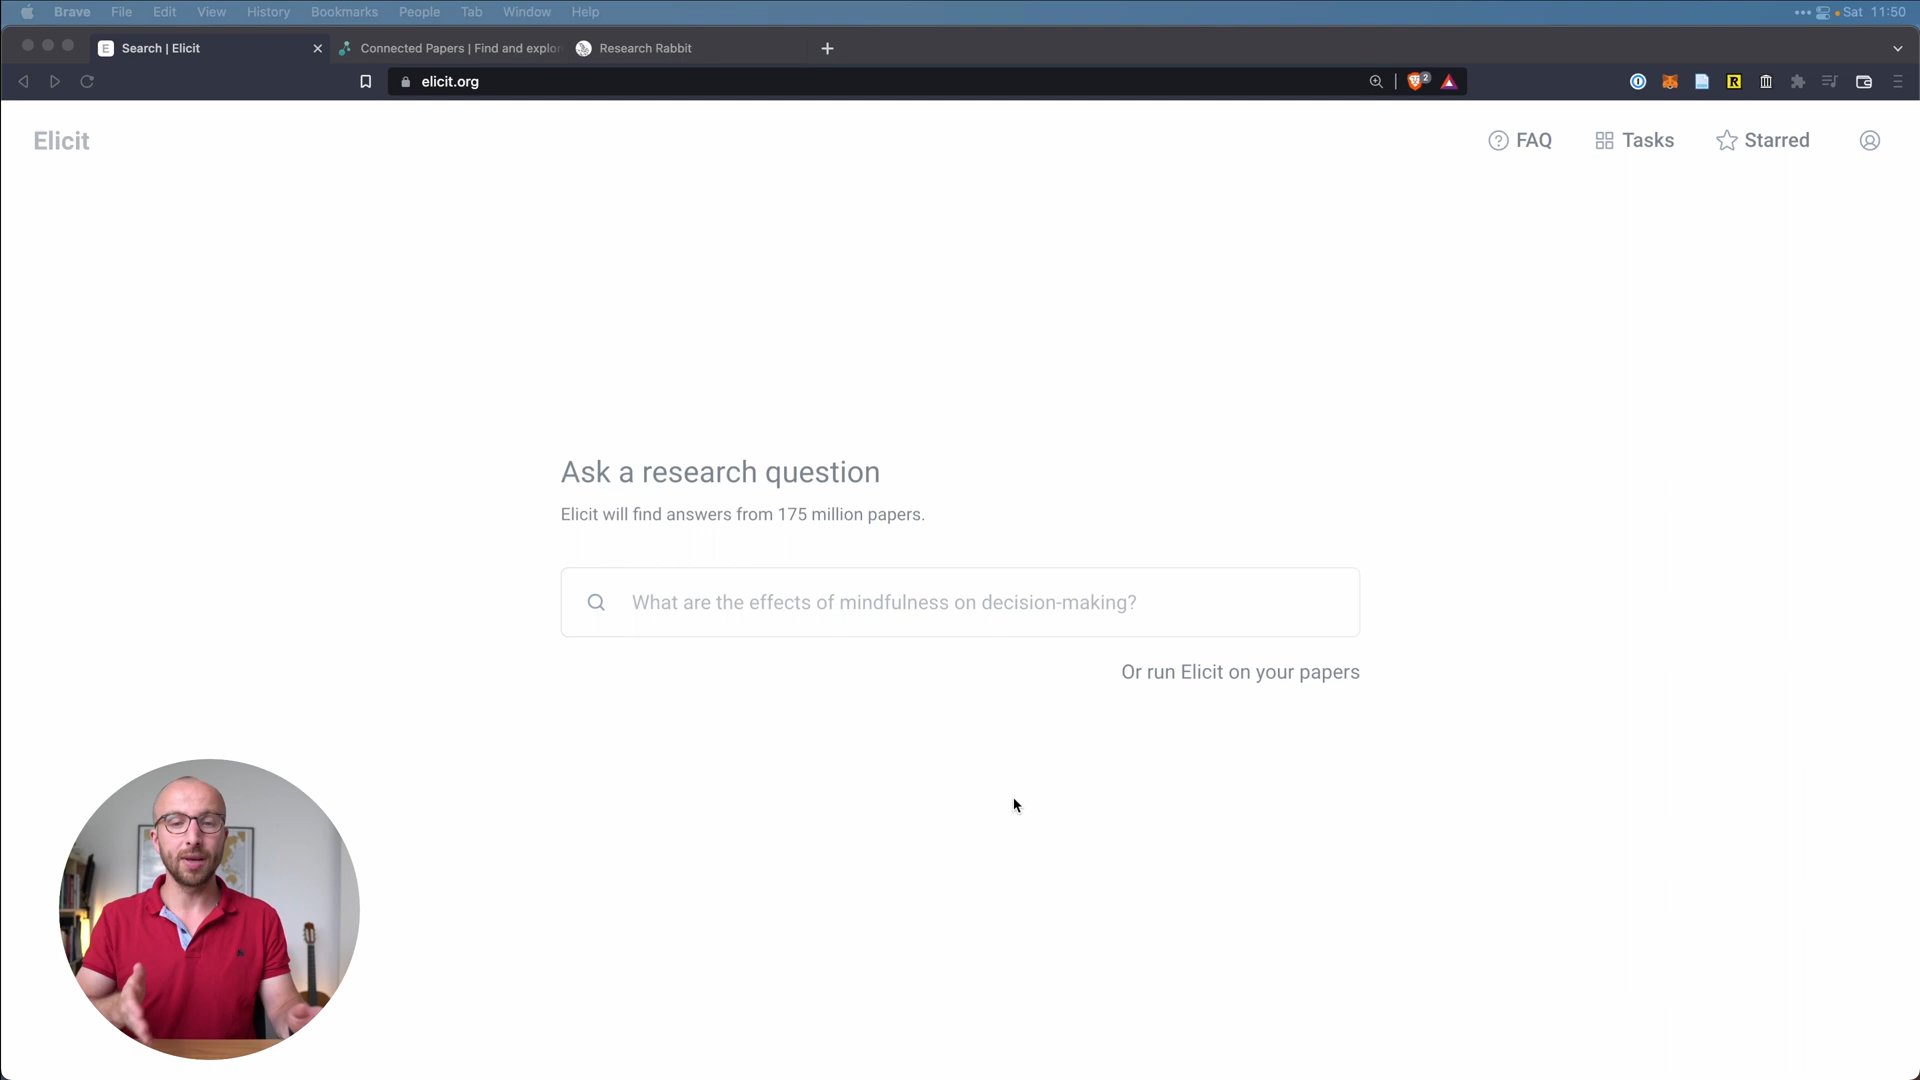 Brave File Edit View History Bookmarks People Tab Window Help Sat 11:50
E Search | Elicit Connected Papers | Find and explor Research Rabbit
elicit.org 2 R
Elicit FAQ Tasks Starred
Ask a research question
Elicit will find answers from 175 million papers.
What are the effects of mindfulness on decision-making?
Or run Elicit on your papers